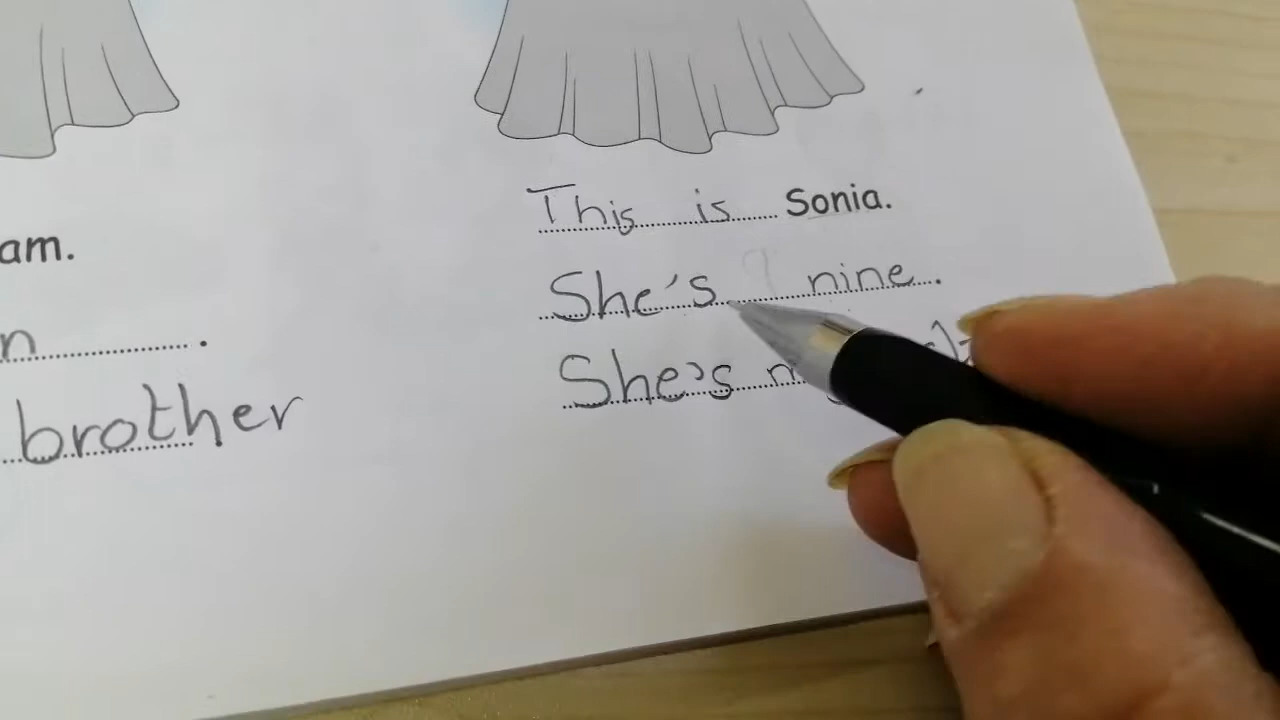 am.
n .
brother
This is Sonia.
She's nine.
She's